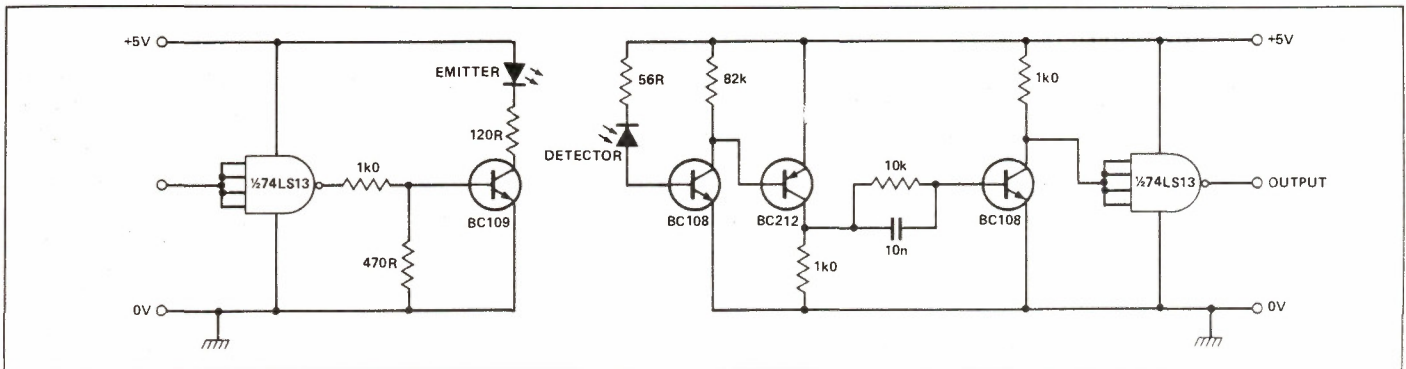 +5V
EMITTER
120R
½74LS13
1k0
BC109
470R
0V
56R
82k
DETECTOR
BC108
BC212
10k
10n
1k0
1k0
BC108
½74LS13
+5V
OUTPUT
0V